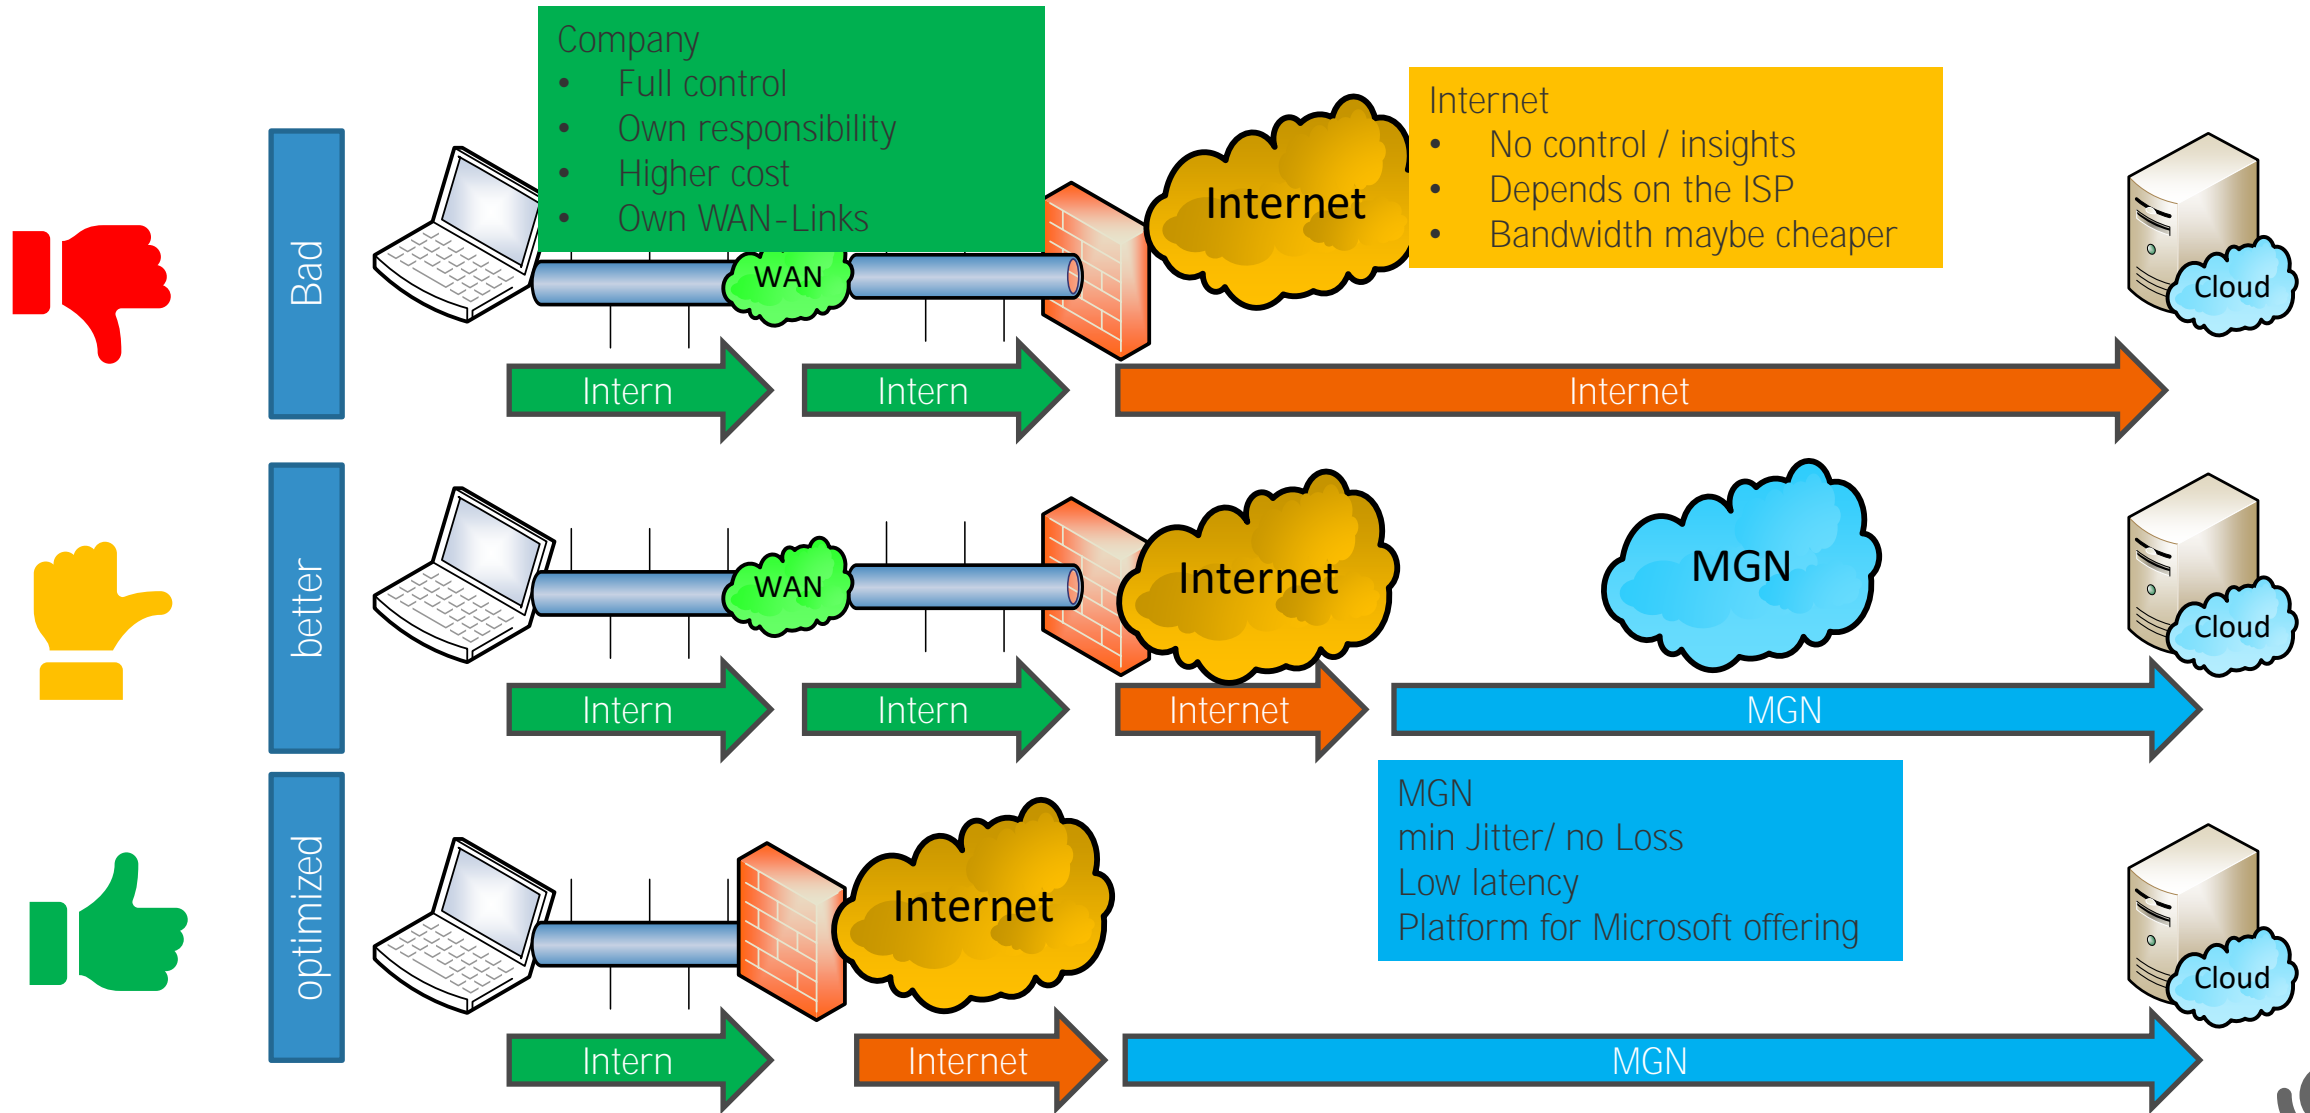 Company
• Full control
• Own responsibility
• Higher cost
• Own WAN-Links
Internet
• No control / insights
• Depends on the ISP
• Bandwidth maybe cheaper
Bad
WAN
Internet
Cloud
Intern
Intern
Internet
better
WAN
Internet
MGN
Cloud
Intern
Intern
Internet
MGN
optimized
Internet
MGN
min Jitter/ no Loss
Low latency
Platform for Microsoft offering
Cloud
Intern
Internet
MGN